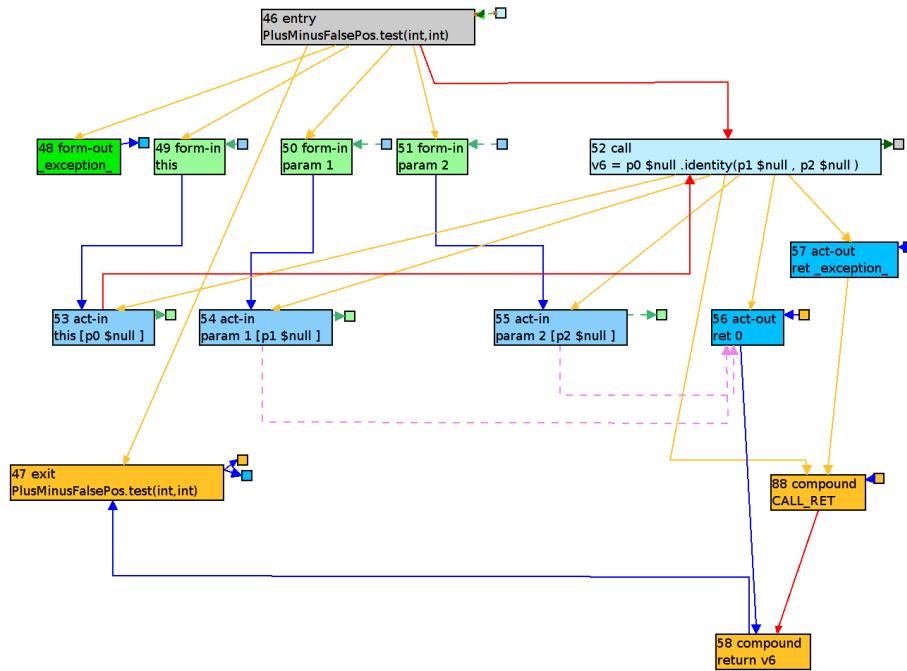 46 entry
PlusMinusFalsePos.test(int,int)
48 form-out
_exception_
49 form-in
this
50 form-in
param 1
51 form-in
param 2
52 call
v6 = p0 $null .identity(p1 $null , p2 $null )
57 act-out
ret _exception_
53 act-in
this [p0 $null ]
54 act-in
param 1 [p1 $null ]
55 act-in
param 2 [p2 $null ]
56 act-out
ret 0
47 exit
PlusMinusFalsePos.test(int,int)
88 compound
CALL_RET
58 compound
return v6